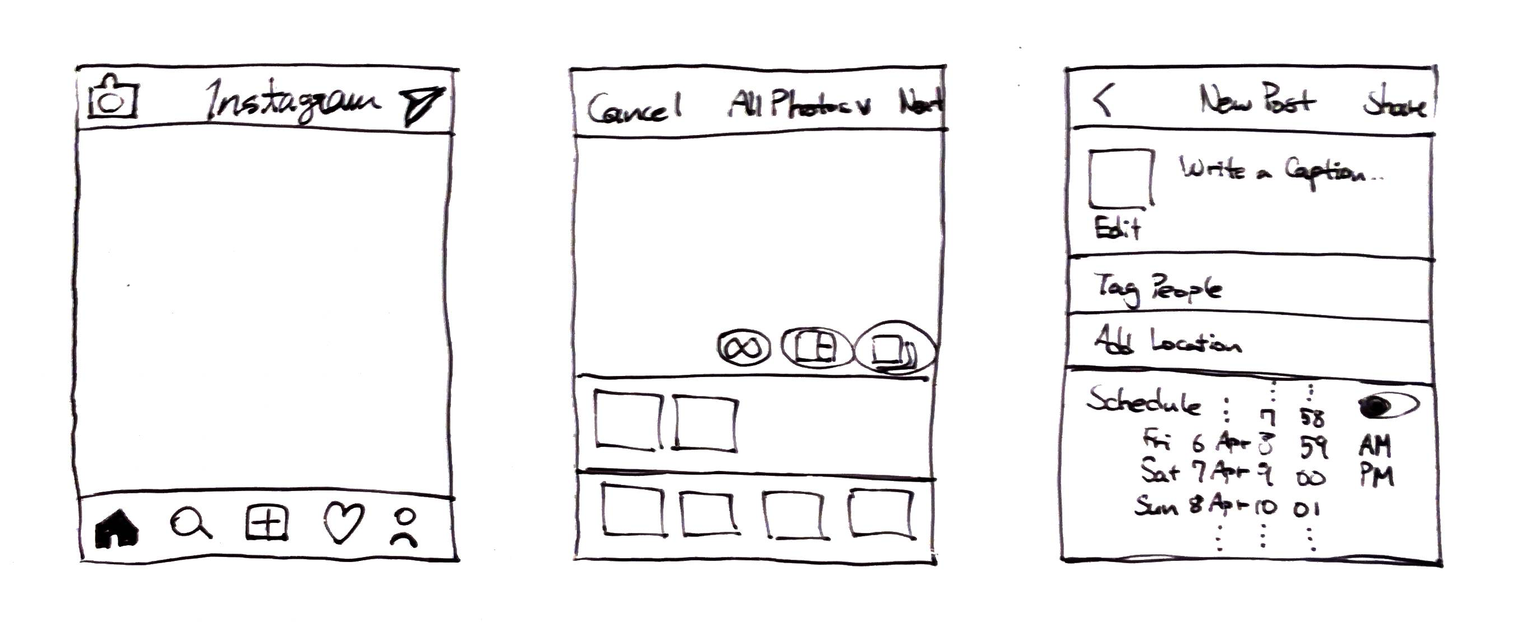 Instagram
Cancel All Photos v Next
New Post Share
Write a Caption..
Edit
Tag People
Add Location
Schedule 7 58
Fri 6 Apr 8 59 AM
Sat 7 Apr 9 00 PM
Sun 8 Apr 10 01